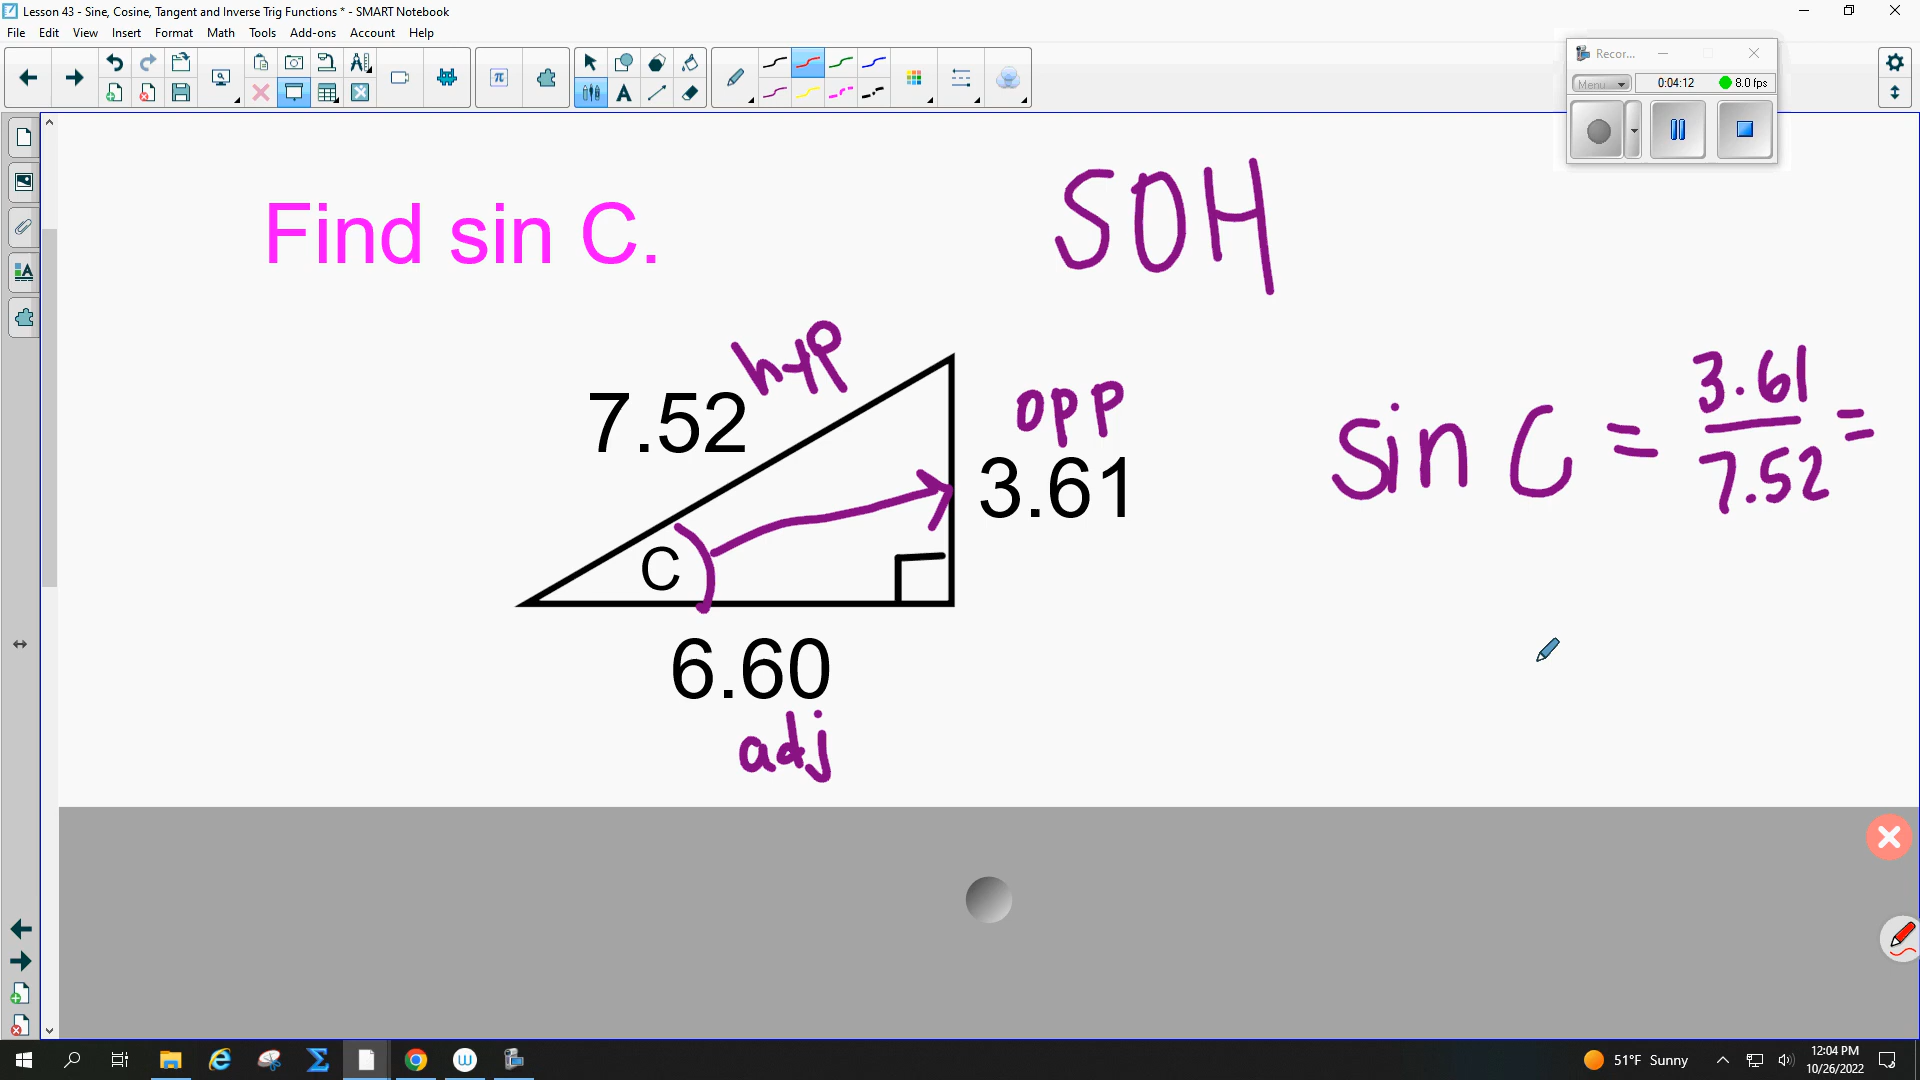 Lesson 43 - Sine, Cosine, Tangent and Inverse Trig Functions * - SMART Notebook
File Edit View Insert Format Math Tools Add-ons Account Help
Recor...
Menu 0:04:12 8.0 fps
Find sin C.
SOH
hyp
7.52
opp
3.61
sin C = 3.61 / 7.52 =
C
6.60
adj
51°F Sunny
12:04 PM
10/26/2022